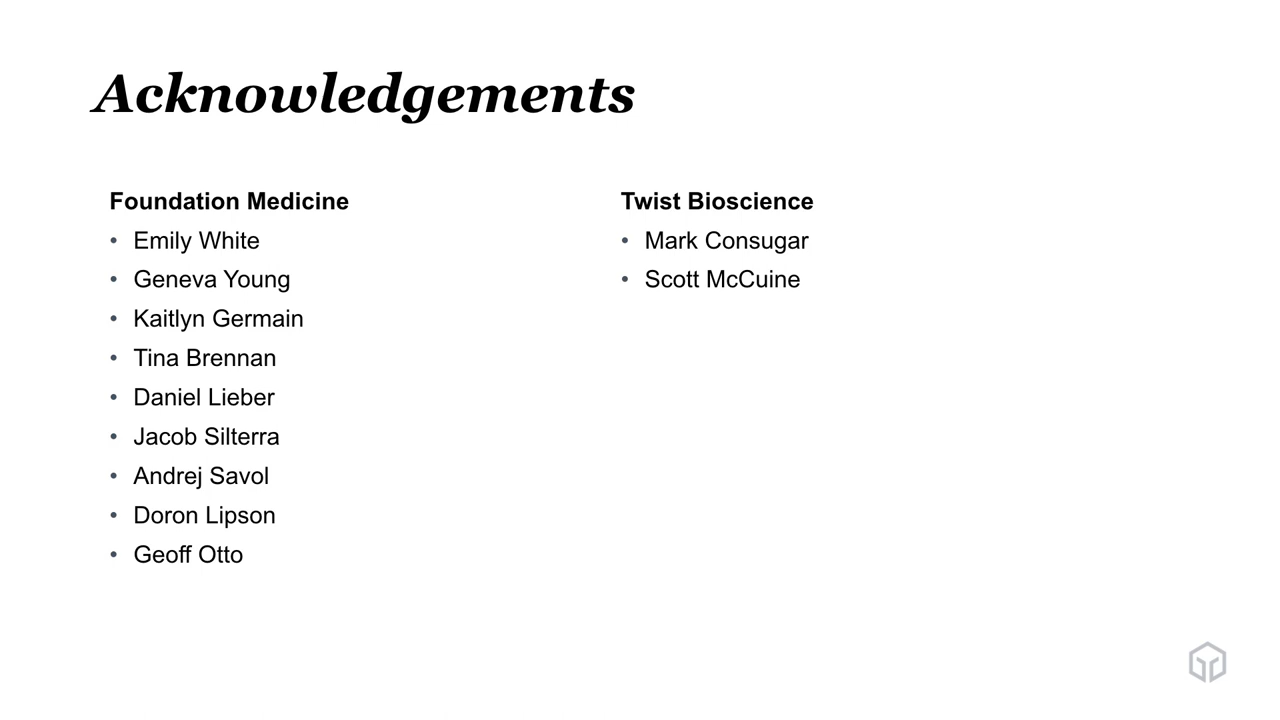 Acknowledgements
Foundation Medicine
• Emily White
• Geneva Young
• Kaitlyn Germain
• Tina Brennan
• Daniel Lieber
• Jacob Silterra
• Andrej Savol
• Doron Lipson
• Geoff Otto
Twist Bioscience
• Mark Consugar
• Scott McCuine